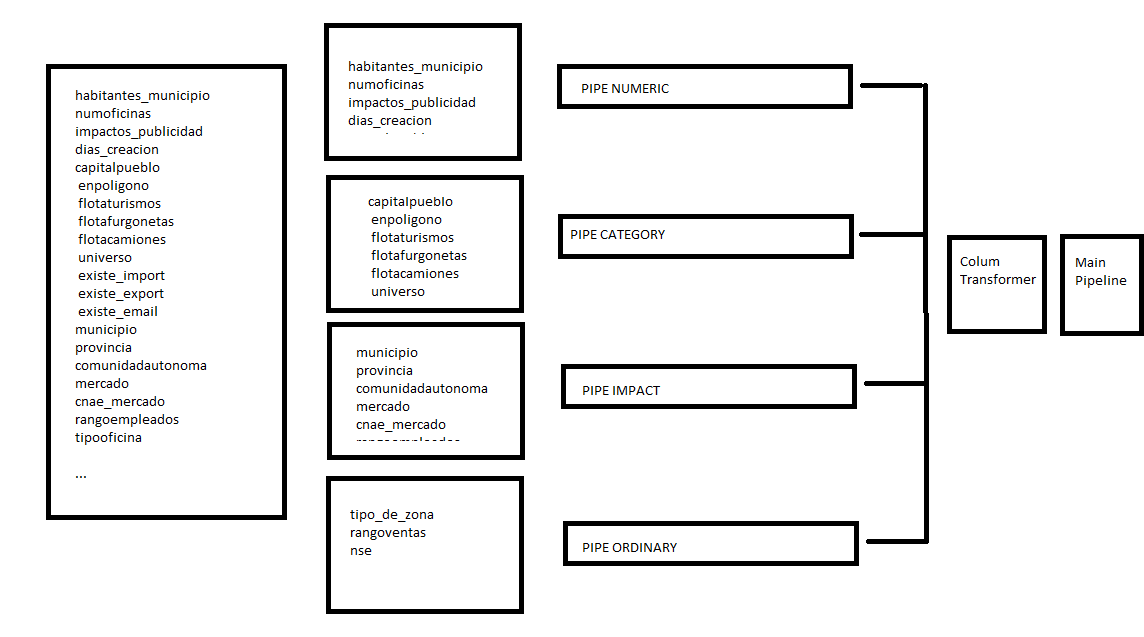 habitantes_municipio
numoficinas
impactos_publicidad
dias_creacion
capitalpueblo
enpoligono
flotaturismos
flotafurgonetas
flotacamiones
universo
existe_import
existe_export
existe_email
municipio
provincia
comunidadautonoma
mercado
cnae_mercado
rangoempleados
tipooficina
...
habitantes_municipio
numoficinas
impactos_publicidad
dias_creacion
capitalpueblo
enpoligono
flotaturismos
flotafurgonetas
flotacamiones
universo
municipio
provincia
comunidadautonoma
mercado
cnae_mercado
tipo_de_zona
rangoventas
nse
PIPE NUMERIC
PIPE CATEGORY
PIPE IMPACT
PIPE ORDINARY
Colum
Transformer
Main
Pipeline